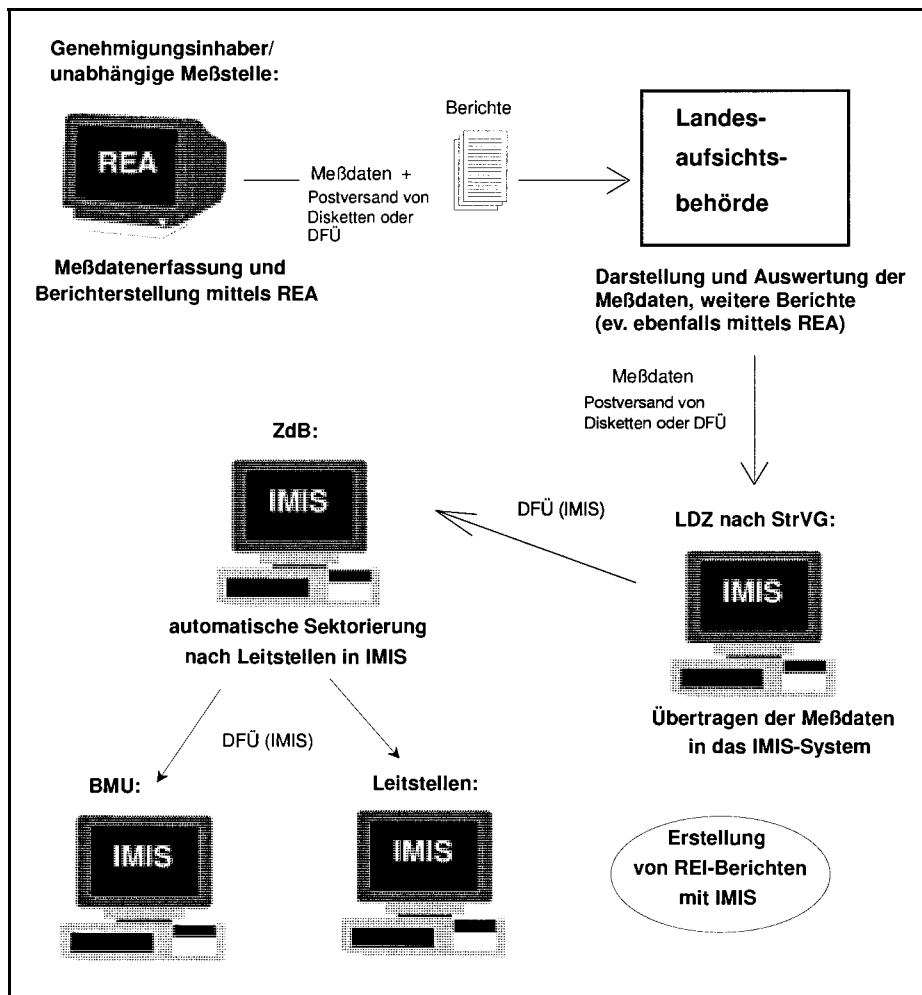 Genehmigungsinhaber/
unabhängige Meßstelle:
REA
Meßdatenerfassung und
Berichterstellung mittels REA
Meßdaten +
Postversand von
Disketten oder
DFÜ
Berichte
Landes-
aufsichts-
behörde
Darstellung und Auswertung der
Meßdaten, weitere Berichte
(ev. ebenfalls mittels REA)
Meßdaten
Postversand von
Disketten oder DFÜ
LDZ nach StrVG:
IMIS
Übertragen der Meßdaten
in das IMIS-System
DFÜ (IMIS)
ZdB:
IMIS
automatische Sektorierung
nach Leitstellen in IMIS
DFÜ (IMIS)
BMU:
IMIS
Leitstellen:
IMIS
Erstellung
von REI-Berichten
mit IMIS